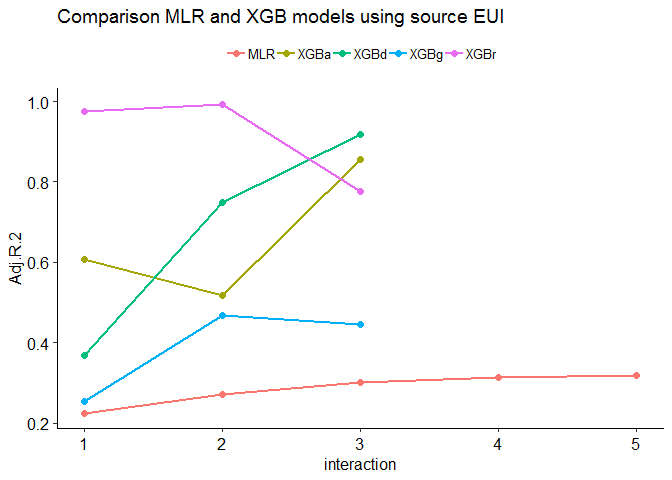 Comparison MLR and XGB models using source EUI
MLR XGBa XGBd XGBg XGBr
1.0
0.8
0.6
0.4
0.2
Adj.R.2
1 2 3 4 5
interaction